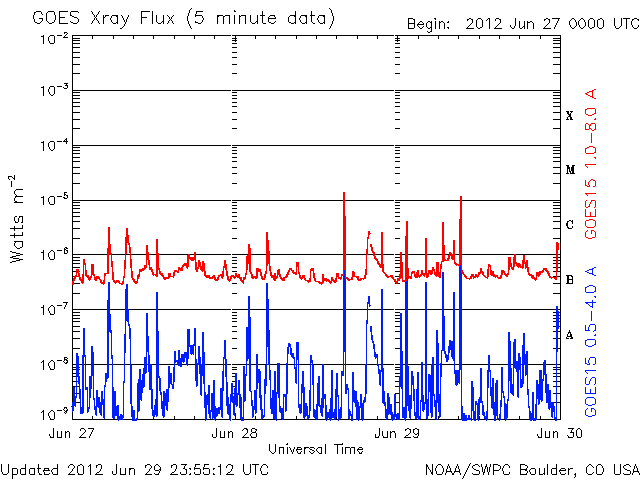 GOES Xray Flux (5 minute data)
Begin: 2012 Jun 27 0000 UTC
10⁻²
10⁻³
10⁻⁴
10⁻⁵
10⁻⁶
10⁻⁷
10⁻⁸
10⁻⁹
Watts m⁻²
X
M
C
B
A
GOES15 1.0−8.0 A
GOES15 0.5−4.0 A
Jun 27
Jun 28
Jun 29
Jun 30
Universal Time
Updated 2012 Jun 29 23:55:12 UTC
NOAA/SWPC Boulder, CO USA